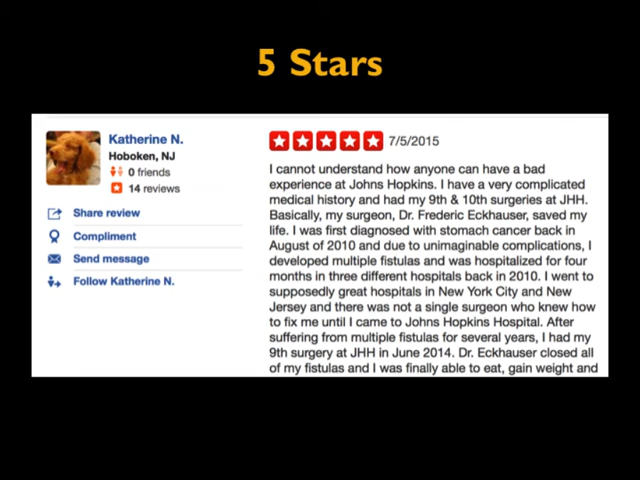 5 Stars
Katherine N.
Hoboken, NJ
0 friends
14 reviews
Share review
Compliment
Send message
Follow Katherine N.
7/5/2015
I cannot understand how anyone can have a bad
experience at Johns Hopkins. I have a very complicated
medical history and had my 9th & 10th surgeries at JHH.
Basically, my surgeon, Dr. Frederic Eckhauser, saved my
life. I was first diagnosed with stomach cancer back in
August of 2010 and due to unimaginable complications, I
developed multiple fistulas and was hospitalized for four
months in three different hospitals back in 2010. I went to
supposedly great hospitals in New York City and New
Jersey and there was not a single surgeon who knew how
to fix me until I came to Johns Hopkins Hospital. After
suffering from multiple fistulas for several years, I had my
9th surgery at JHH in June 2014. Dr. Eckhauser closed all
of my fistulas and I was finally able to eat, gain weight and